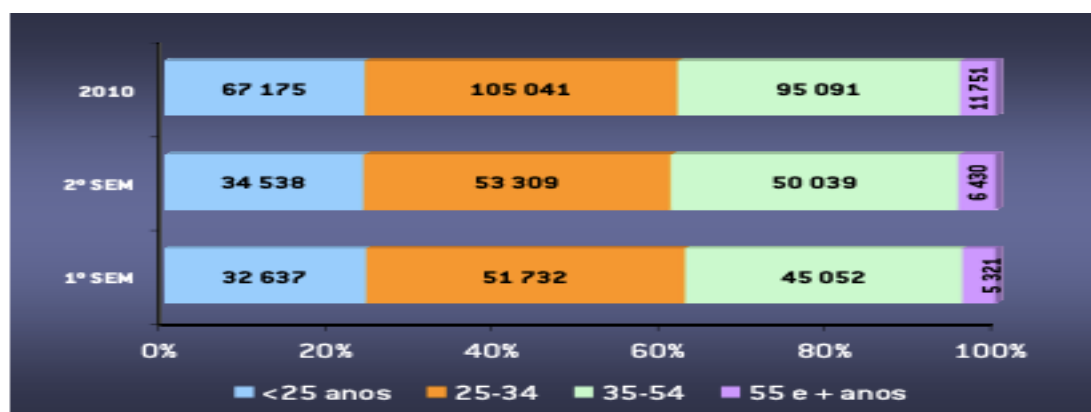 2010 67 175 105 041 95 091 11 751
2º SEM 34 538 53 309 50 039 6 430
1º SEM 32 637 51 732 45 052 5 321
0% 20% 40% 60% 80% 100%
<25 anos 25-34 35-54 55 e + anos